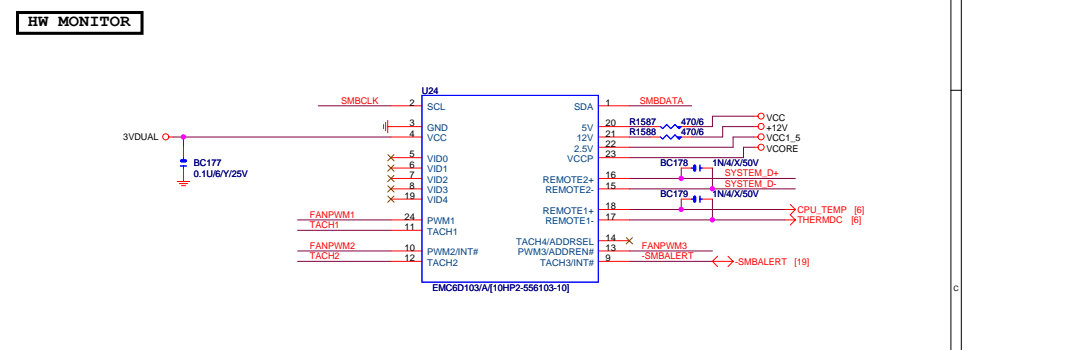 HW MONITOR
U24
SMBCLK 2 SCL SDA 1 SMBDATA
3 GND 5V 20 R1587 470/6 VCC
3VDUAL 4 VCC 12V 21 R1588 470/6 +12V
2.5V 22 VCC1_5
5 VID0 VCCP 23 VCORE
6 VID1 BC178 1N/4/X/50V
BC177 7 VID2 REMOTE2+ 16 SYSTEM_D+
0.1U/6/Y/25V 8 VID3 REMOTE2- 15 SYSTEM_D-
19 VID4 BC179 1N/4/X/50V
REMOTE1+ 18 CPU_TEMP [6]
FANPWM1 24 PWM1 REMOTE1- 17 THERMDC [6]
TACH1 11 TACH1
TACH4/ADDRSEL 14
FANPWM2 10 PWM2/INT# PWM3/ADDREN# 13 FANPWM3
TACH2 12 TACH2 TACH3/INT# 9 -SMBALERT -SMBALERT [19]
EMC6D103/A/[10HP2-556103-10]
C